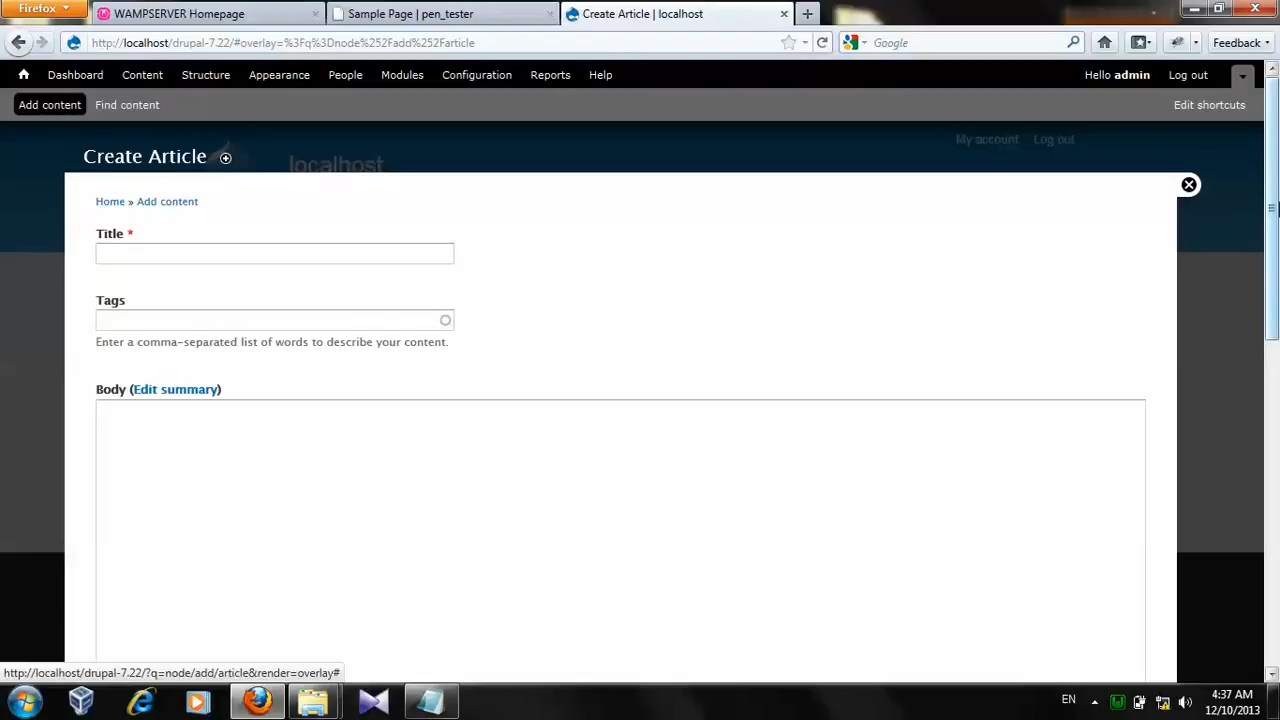 Firefox
WAMPSERVER Homepage
Sample Page | pen_tester
Create Article | localhost
http://localhost/drupal-7.22/#overlay=%3Fq%3Dnode%252Fadd%252Farticle
Google
Feedback
Dashboard Content Structure Appearance People Modules Configuration Reports Help
Hello admin Log out
Add content Find content
Edit shortcuts
My account Log out
Create Article
localhost
Home » Add content
Title *
Tags
Enter a comma-separated list of words to describe your content.
Body (Edit summary)
http://localhost/drupal-7.22/?q=node/add/article&render=overlay#
EN
4:37 AM
12/10/2013